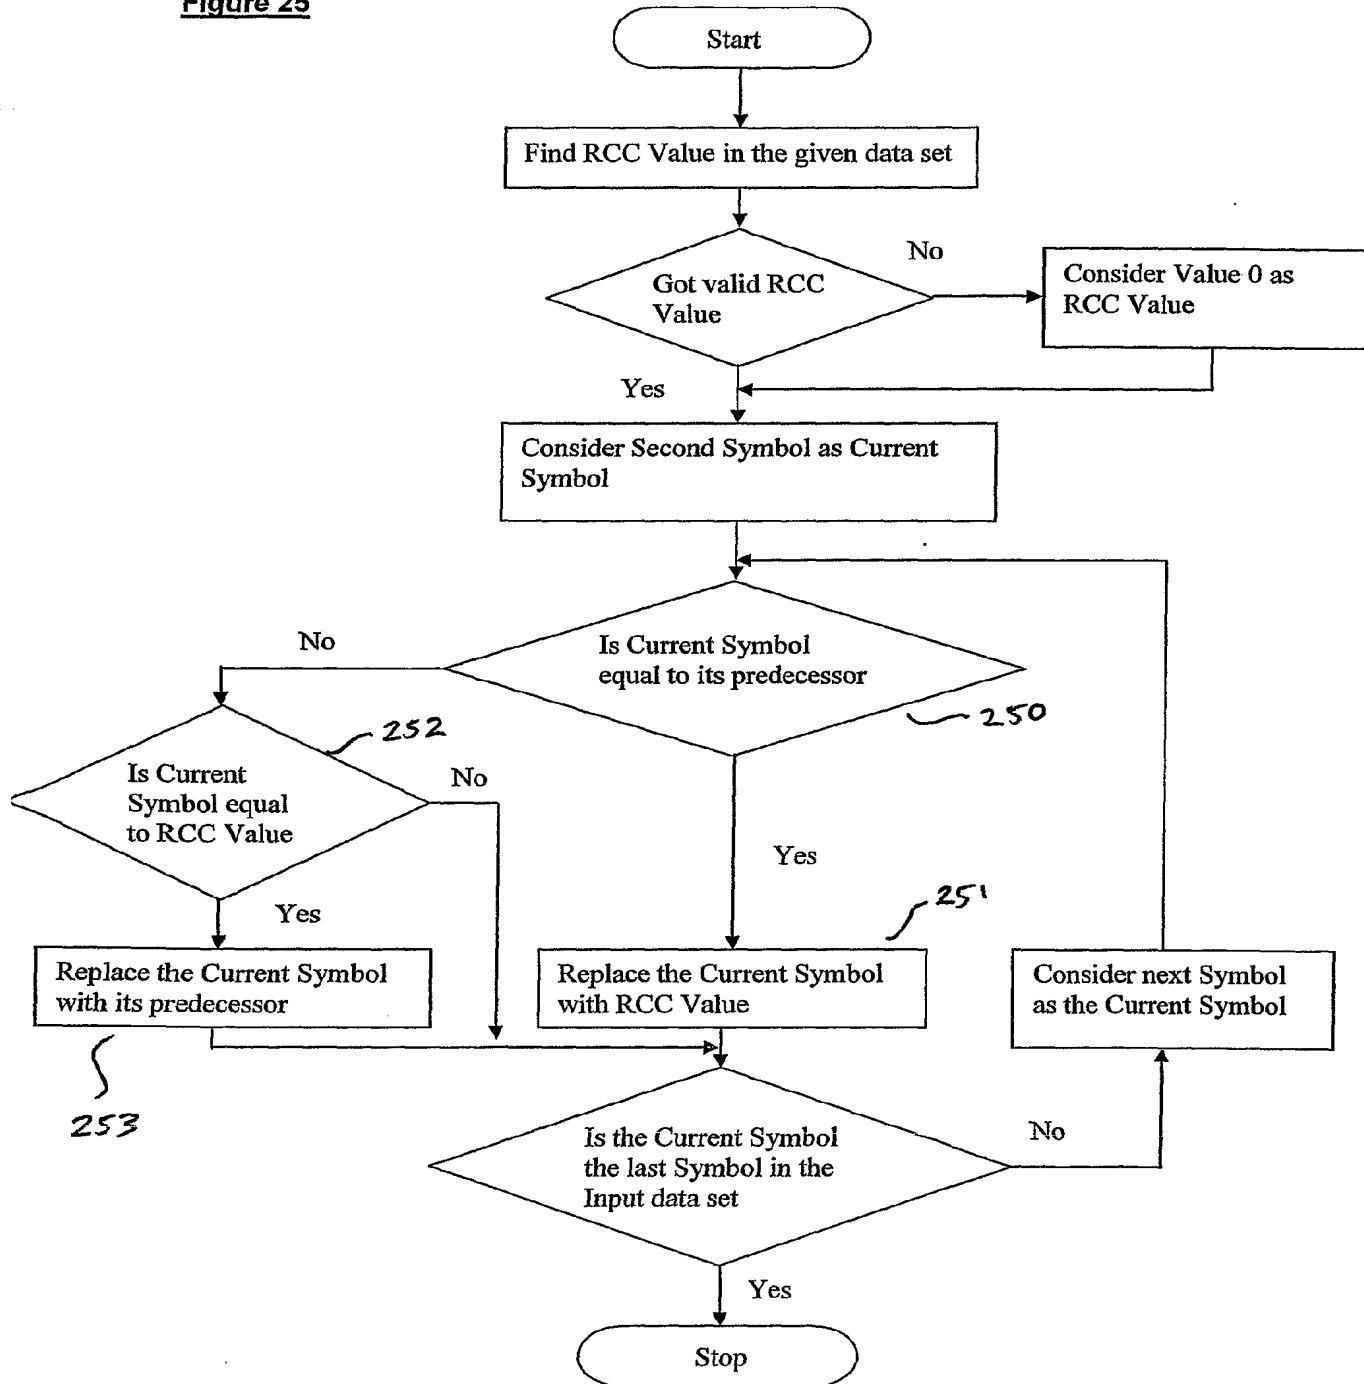 Figure 25
Start
Find RCC Value in the given data set
Got valid RCC
Value
No
Consider Value 0 as
RCC Value
Yes
Consider Second Symbol as Current
Symbol
Is Current Symbol
equal to its predecessor
No
250
252
Is Current
Symbol equal
to RCC Value
No
Yes
Yes
251
Replace the Current Symbol
with its predecessor
Replace the Current Symbol
with RCC Value
Consider next Symbol
as the Current Symbol
253
Is the Current Symbol
the last Symbol in the
Input data set
No
Yes
Stop